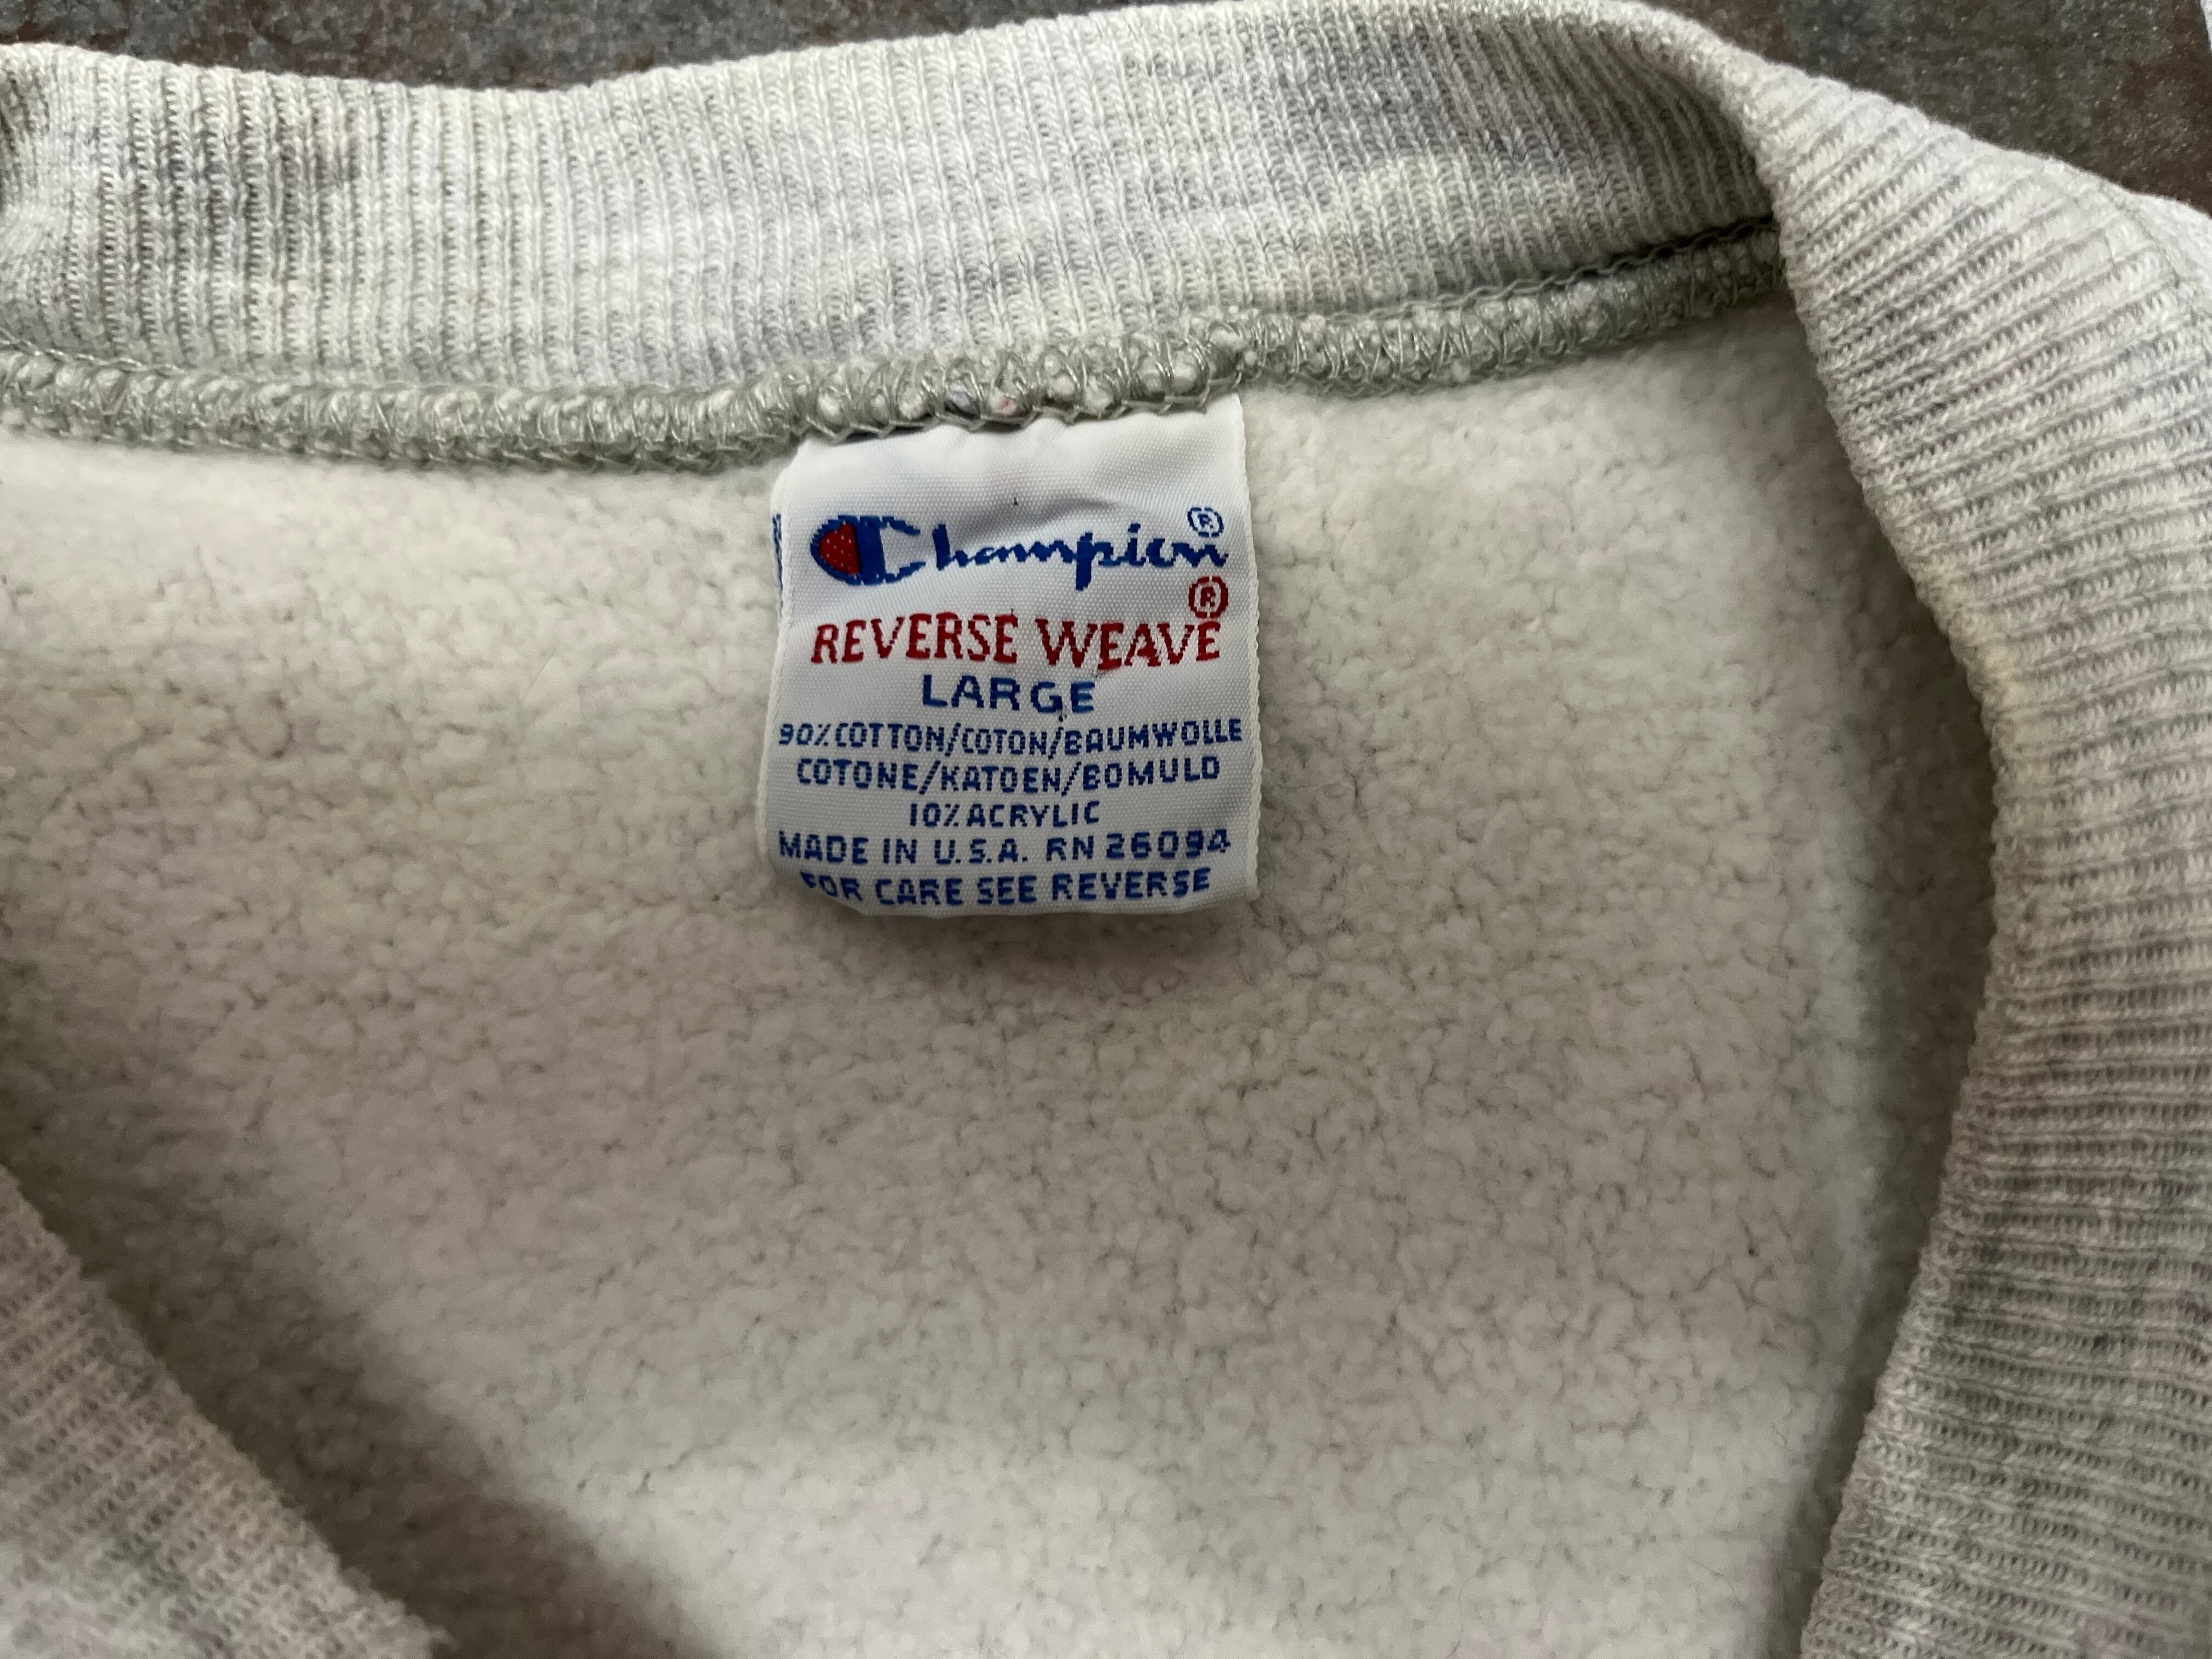 Champion®
REVERSE WEAVE®
LARGE
90% COTTON/COTON/BAUMWOLLE
COTONE/KATOEN/BOMULD
10% ACRYLIC
MADE IN U.S.A. RN 26094
FOR CARE SEE REVERSE